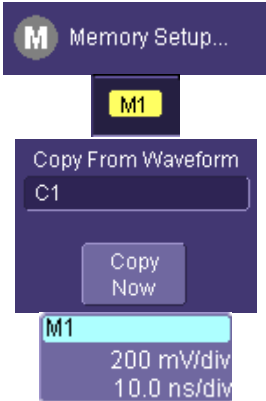 M Memory Setup...
M1
Copy From Waveform
C1
Copy
Now
M1
200 mV/div
10.0 ns/div